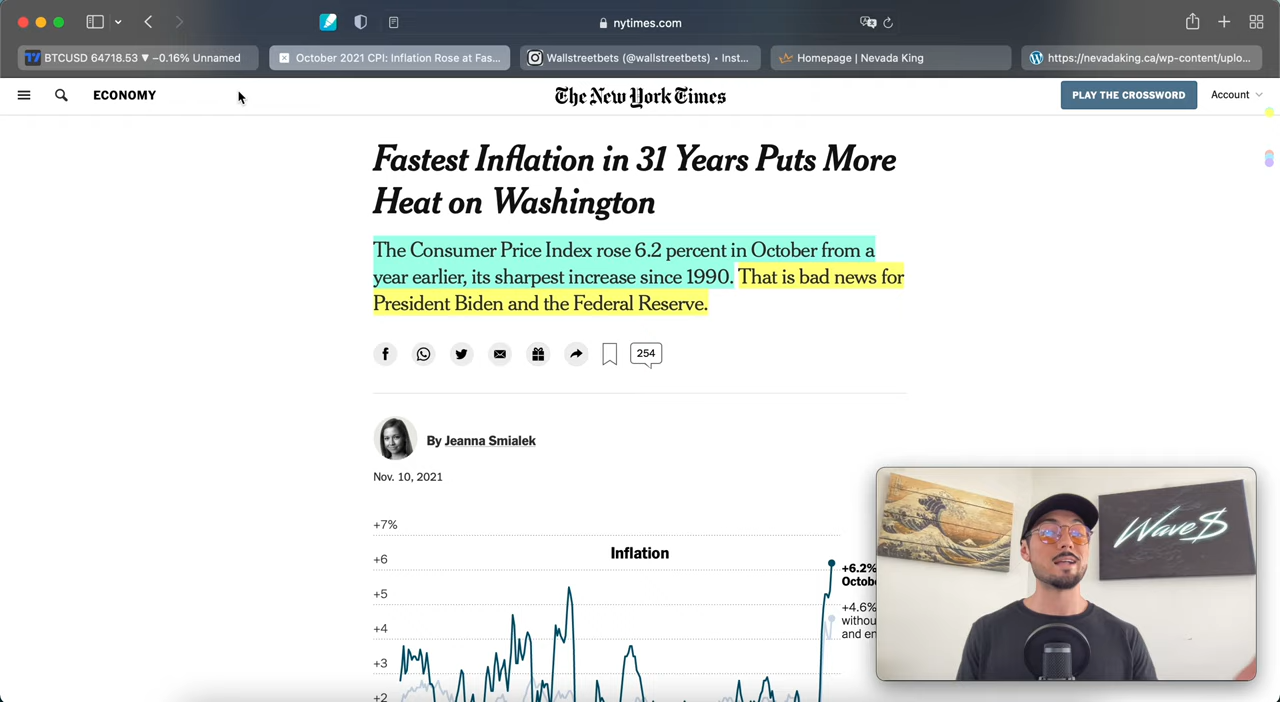 nytimes.com
BTCUSD 64718.53 ▼ −0.16% Unnamed
October 2021 CPI: Inflation Rose at Fas...
Wallstreetbets (@wallstreetbets) • Inst...
Homepage | Nevada King
https://nevadaking.ca/wp-content/uplo...
ECONOMY
The New York Times
PLAY THE CROSSWORD
Account
Fastest Inflation in 31 Years Puts More
Heat on Washington
The Consumer Price Index rose 6.2 percent in October from a
year earlier, its sharpest increase since 1990. That is bad news for
President Biden and the Federal Reserve.
254
By Jeanna Smialek
Nov. 10, 2021
+7%
Inflation
+6
+6.2%
Octobe
+5
+4.6%
withou
+4
and en
+3
+2
Wave$